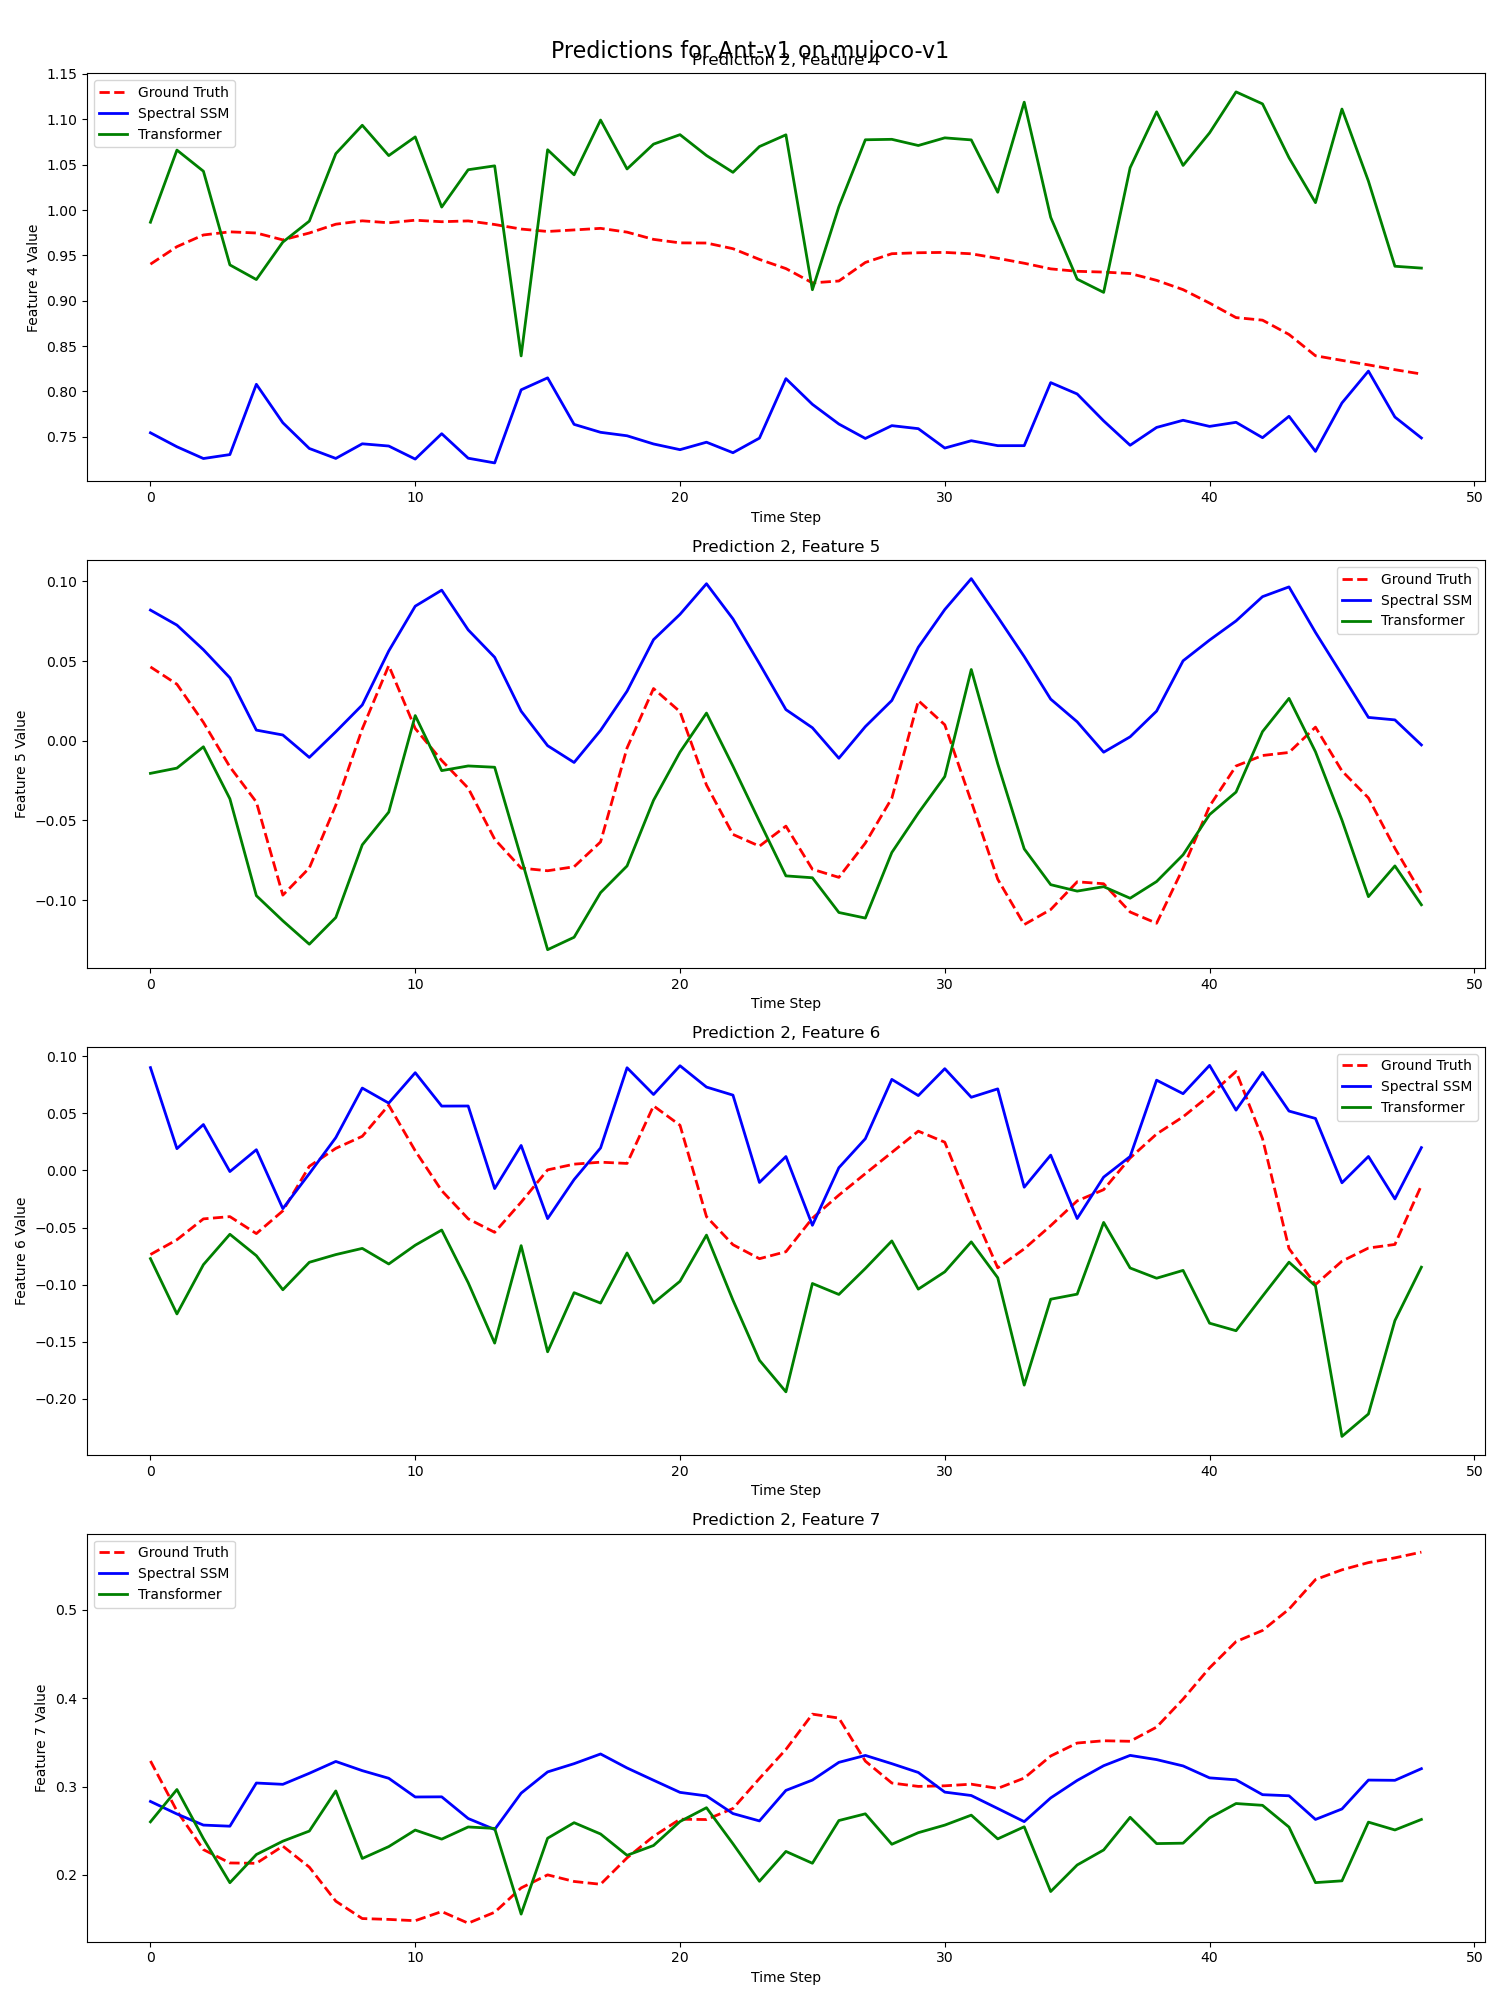 Predictions for Ant-v1 on mujoco-v1
Prediction 2, Feature 4
Ground Truth
Spectral SSM
Transformer
Feature 4 Value
1.15
1.10
1.05
1.00
0.95
0.90
0.85
0.80
0.75
0 10 20 30 40 50
Time Step
Prediction 2, Feature 5
Ground Truth
Spectral SSM
Transformer
Feature 5 Value
0.10
0.05
0.00
−0.05
−0.10
0 10 20 30 40 50
Time Step
Prediction 2, Feature 6
Ground Truth
Spectral SSM
Transformer
Feature 6 Value
0.10
0.05
0.00
−0.05
−0.10
−0.15
−0.20
0 10 20 30 40 50
Time Step
Prediction 2, Feature 7
Ground Truth
Spectral SSM
Transformer
Feature 7 Value
0.5
0.4
0.3
0.2
0 10 20 30 40 50
Time Step